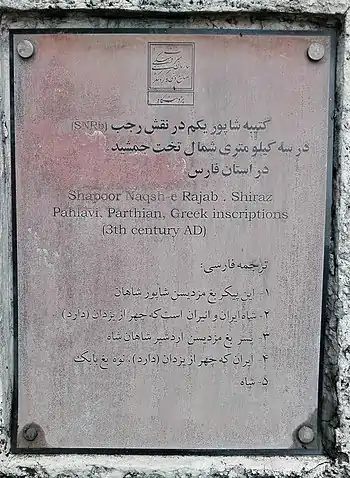 کتیبه شاپور یکم در نقش رجب (SNRb)
در سه کیلو متری شمال تخت جمشید
در استان فارس
Shapoor Naqsh-e Rajab . Shiraz
Pahlavi, Parthian, Greek inscriptions
(3th century AD)
ترجمه فارسی:
۱- این پیکر بغ مزدیسن شاپور شاهان
۲- شاه ایران و انیران است که چهر از یزدان (دارد)
۳- پسر بغ مزدیسن اردشیر شاهان شاه
۴- ایران که چهر از یزدان (دارد)، نوه بغ بابک
۵- شاه